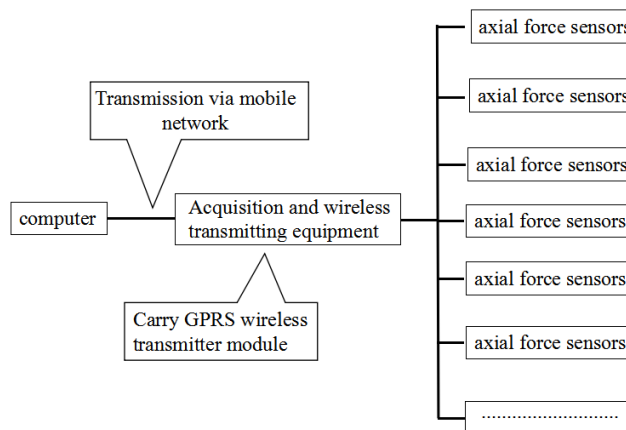 axial force sensors
Transmission via mobile
network
axial force sensors
axial force sensors
computer
Acquisition and wireless
transmitting equipment
axial force sensors
axial force sensors
Carry GPRS wireless
transmitter module
axial force sensors
........................